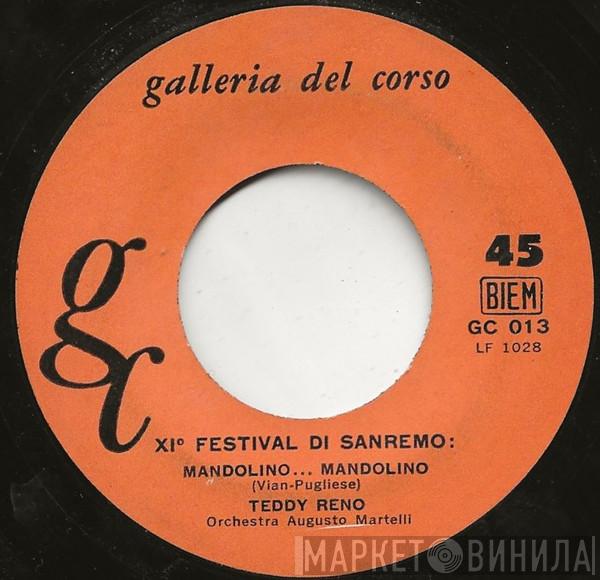 galleria del corso
gc
45
BIEM
GC 013
LF 1028
XIº FESTIVAL DI SANREMO:
MANDOLINO... MANDOLINO
(Vian-Pugliese)
TEDDY RENO
Orchestra Augusto Martelli
МАРКЕТ ВИНИЛА